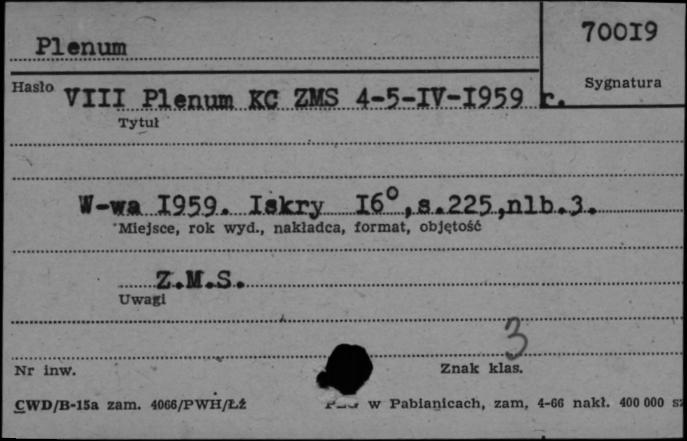 Plenum
70019
Hasło
Sygnatura
VIII Plenum KC ZMS 4-5-IV-1959 r.
Tytuł
W-wa 1959. Iskry 16°,s.225,nlb.3.
Miejsce, rok wyd., nakładca, format, objętość
Z.M.S.
Uwagi
3
Nr inw.
Znak klas.
CWD/B-15a zam. 4066/PWH/Łź
w Pabianicach, zam, 4-66 nakł. 400 000